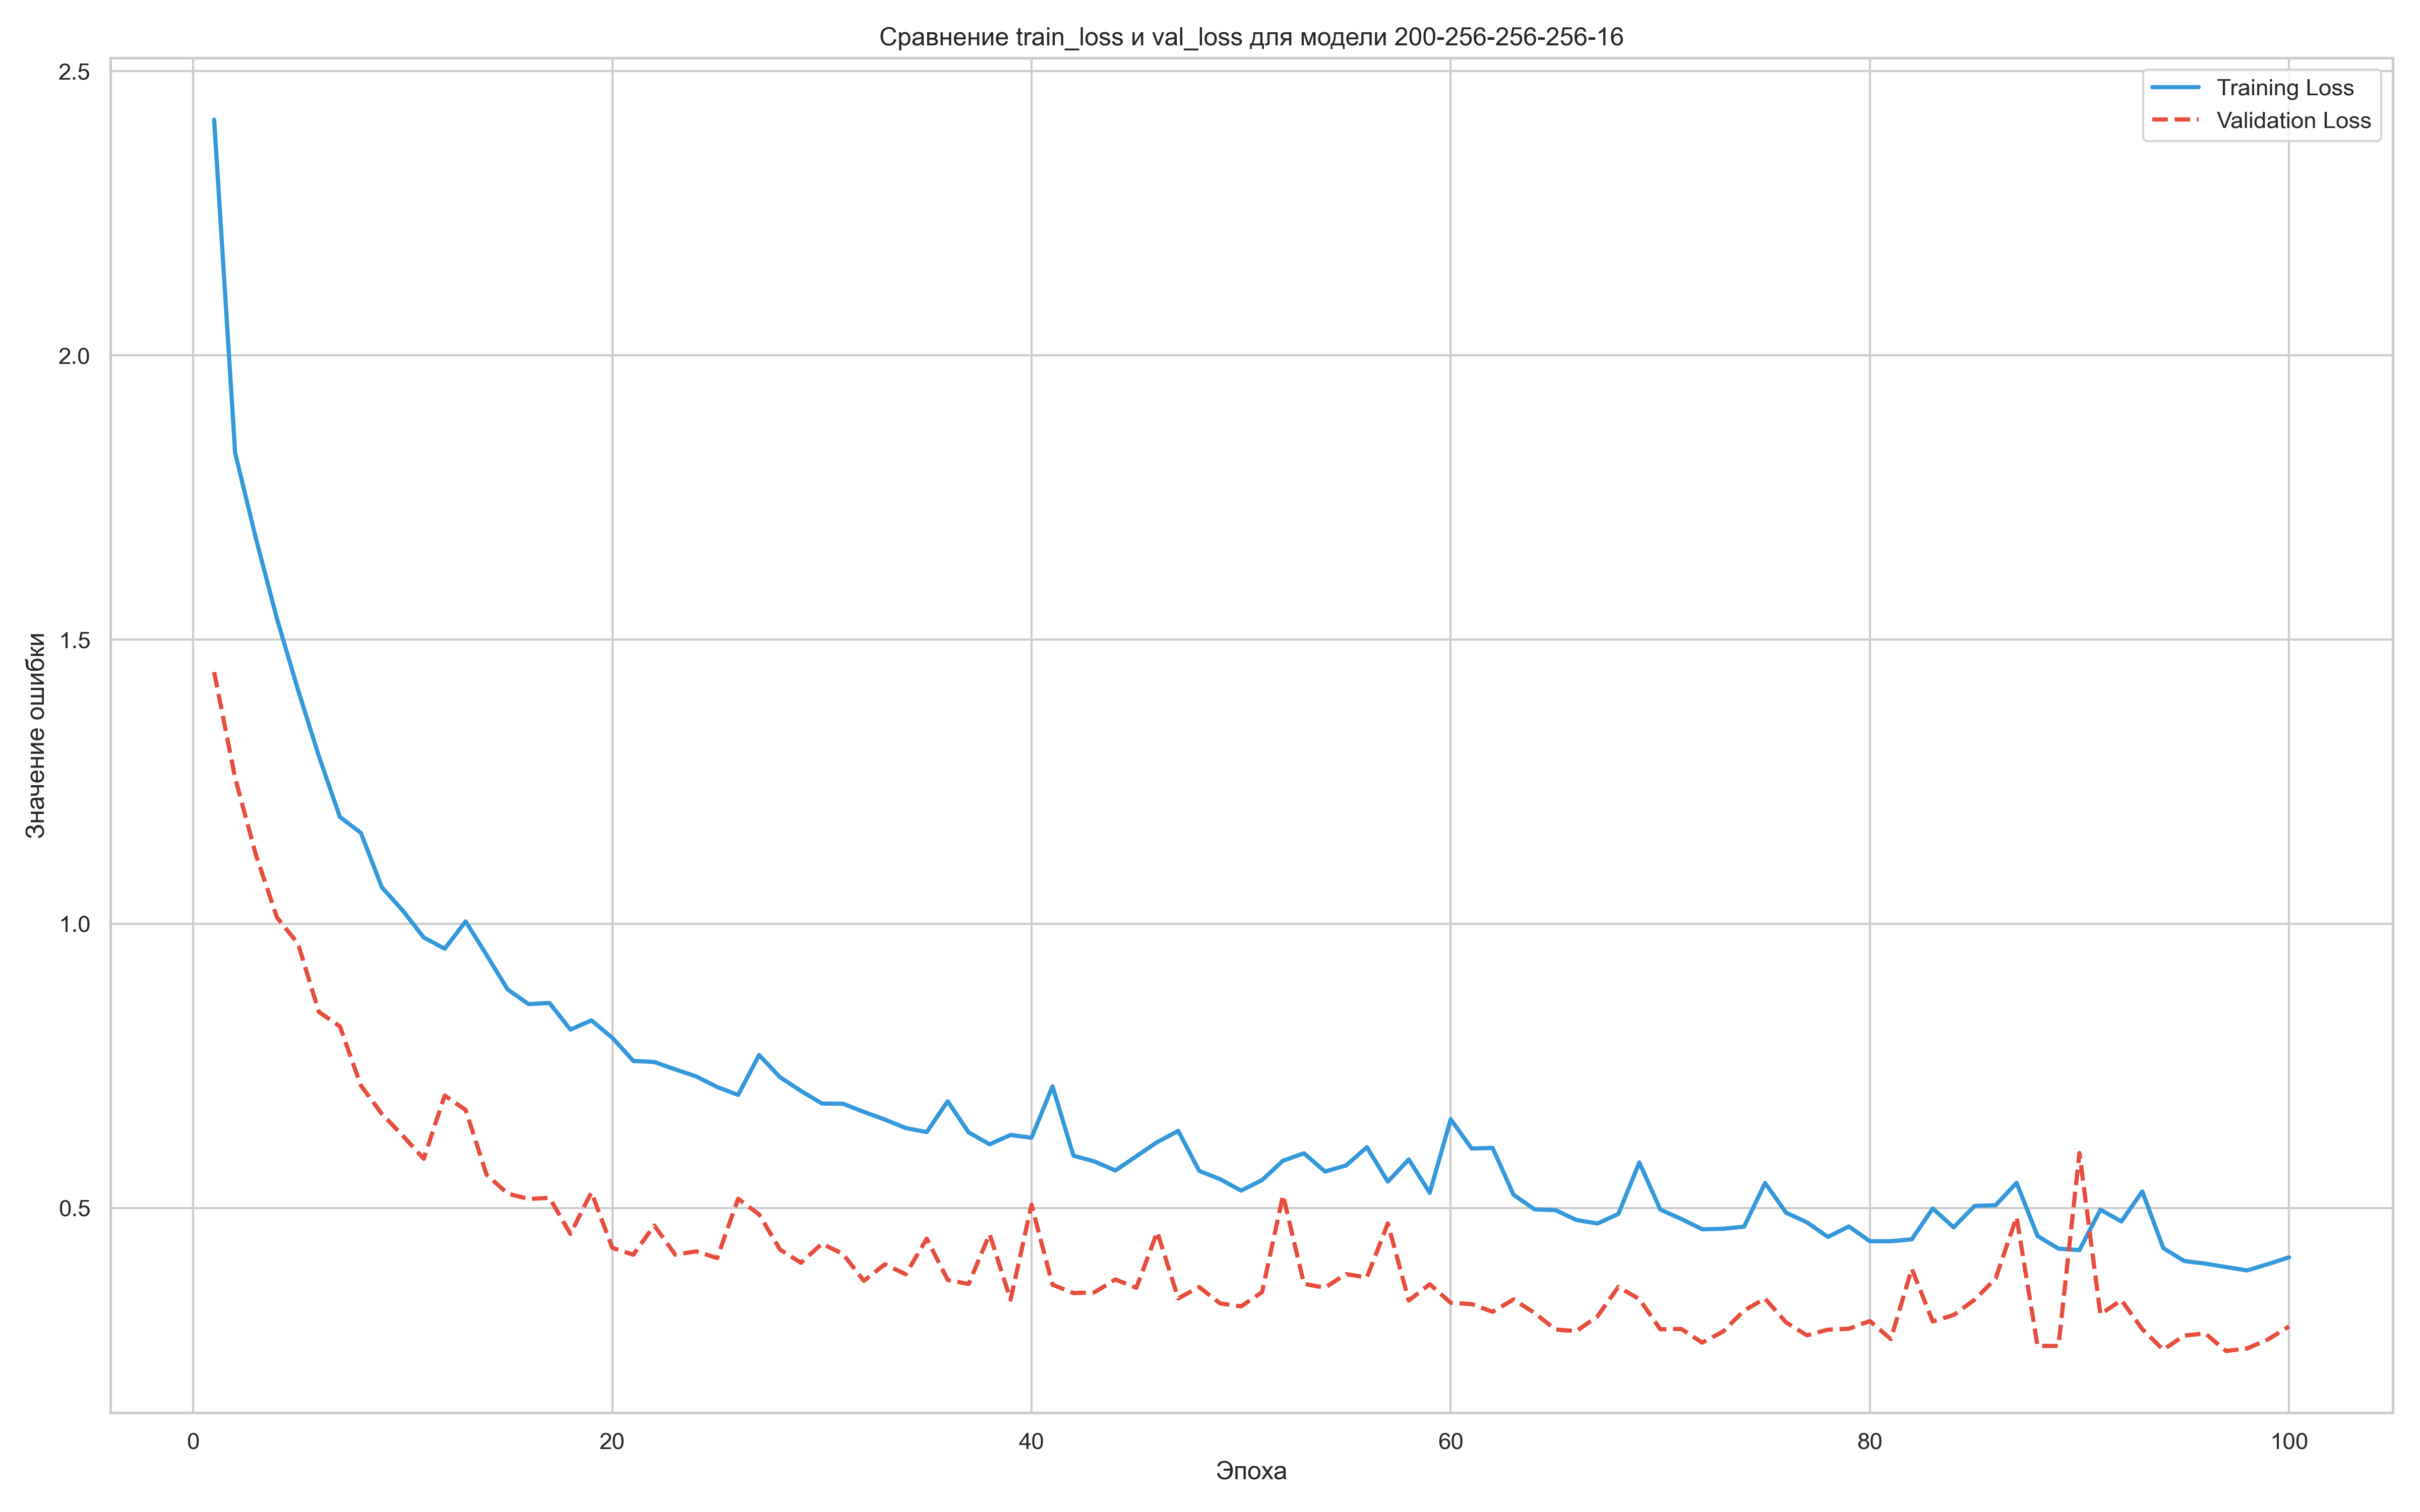 Сравнение train_loss и val_loss для модели 200-256-256-256-16
Training Loss
Validation Loss
2.5
2.0
1.5
1.0
0.5
Значение ошибки
0
20
40
60
80
100
Эпоха